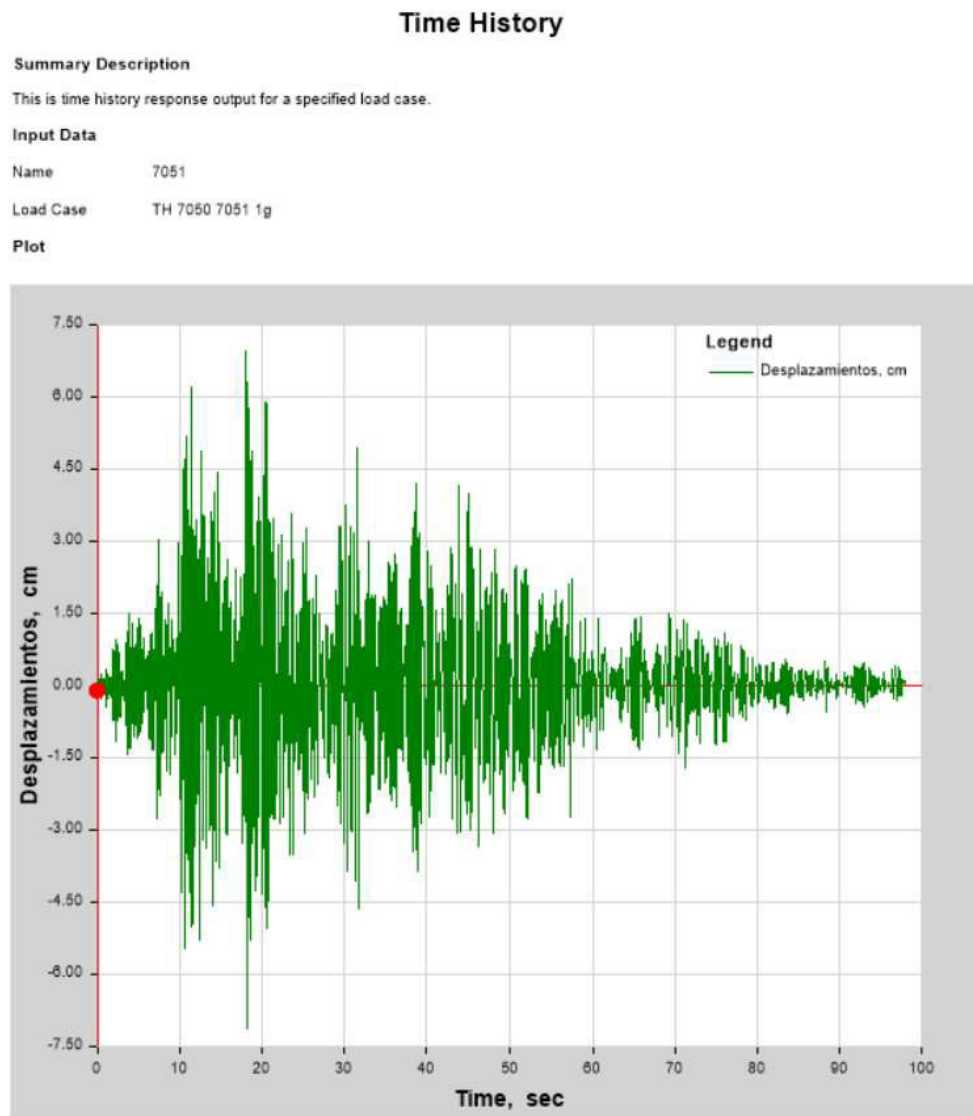 Time History
Summary Description
This is time history response output for a specified load case.
Input Data
Name 7051
Load Case TH 7050 7051 1g
Plot
Legend
Desplazamientos, cm
7.50
6.00
4.50
3.00
1.50
0.00
-1.50
-3.00
-4.50
-6.00
-7.50
Desplazamientos, cm
0 10 20 30 40 50 60 70 80 90 100
Time, sec